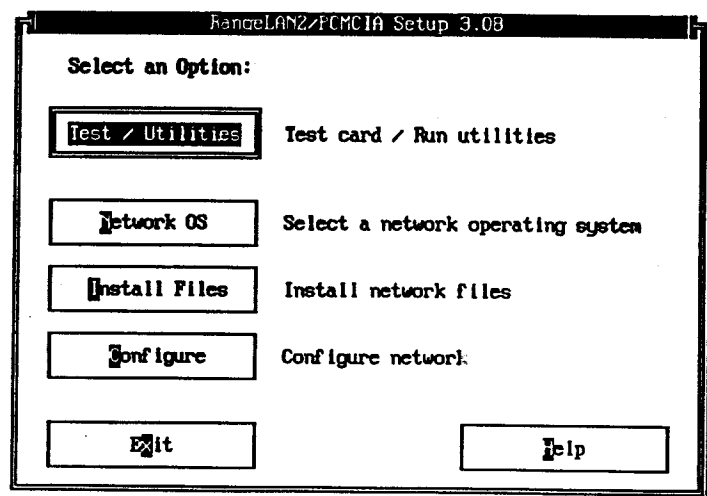 RangeLAN2/PCMCIA Setup 3.08
Select an Option:
Test / Utilities Test card / Run utilities
Network OS Select a network operating system
Install Files Install network files
Configure Configure network
Exit Help